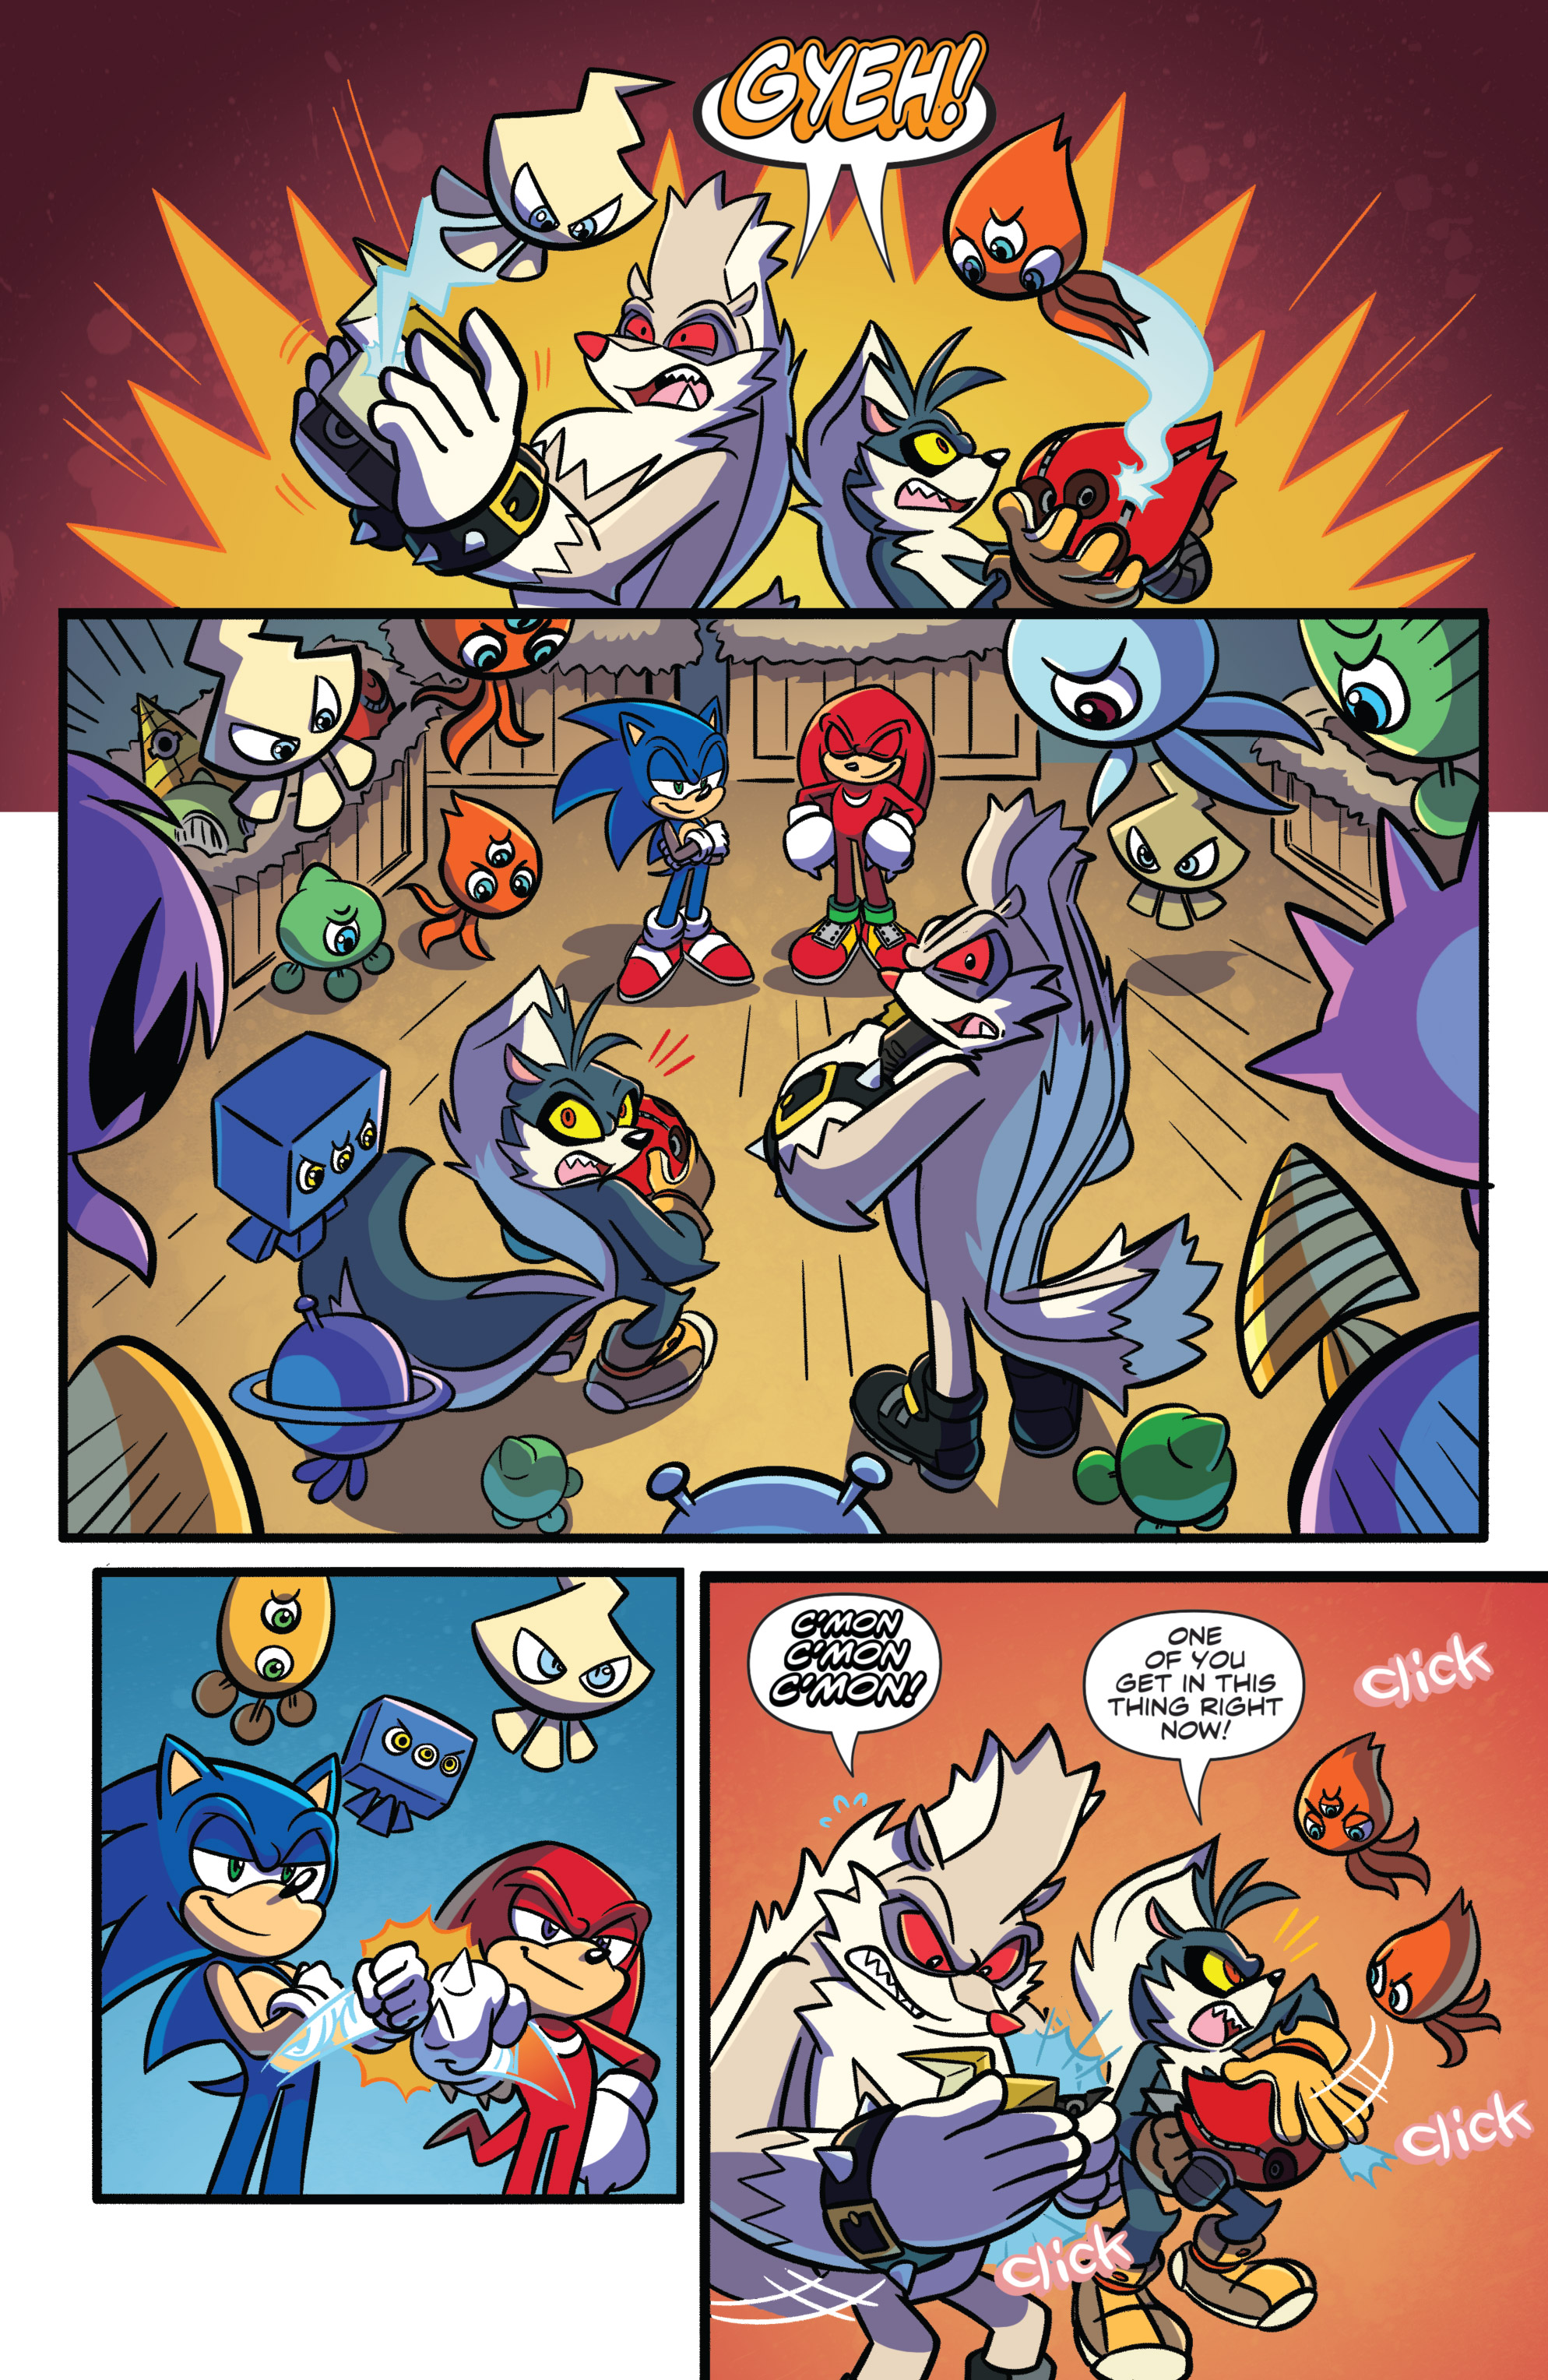 GYEH!
C'MON
C'MON
C'MON!
ONE
OF YOU
GET IN THIS
THING RIGHT
NOW!
CLICK
CLICK
CLICK